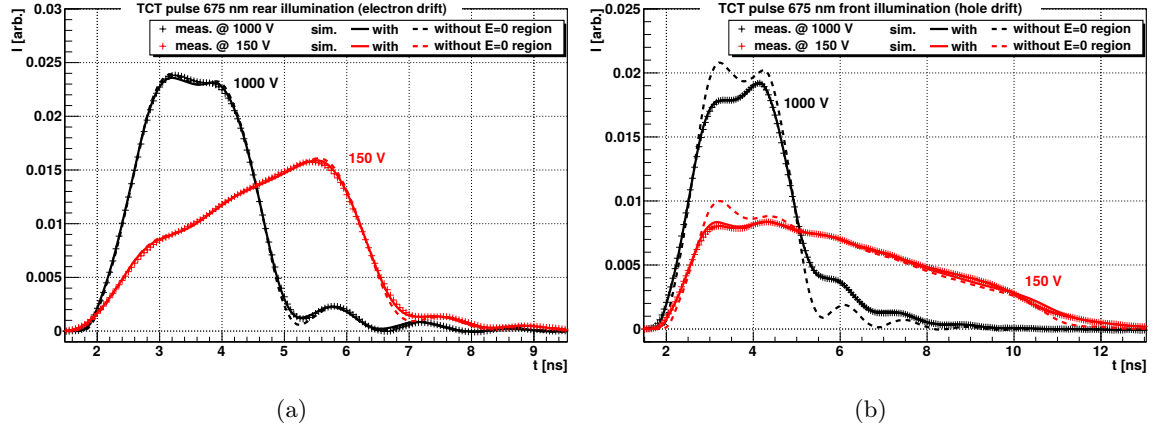 TCT pulse 675 nm rear illumination (electron drift)
meas. @ 1000 V sim. with without E=0 region
meas. @ 150 V sim. with without E=0 region
I [arb.]
0.03
0.025
0.02
0.015
0.01
0.005
0
1000 V
150 V
2 3 4 5 6 7 8 9
t [ns]
(a)
TCT pulse 675 nm front illumination (hole drift)
meas. @ 1000 V sim. with without E=0 region
meas. @ 150 V sim. with without E=0 region
I [arb.]
0.025
0.02
0.015
0.01
0.005
0
1000 V
150 V
2 4 6 8 10 12
t [ns]
(b)